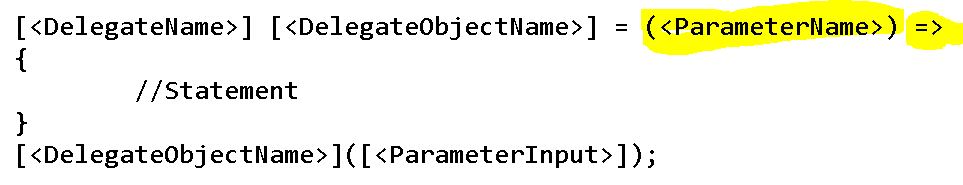 [<DelegateName>] [<DelegateObjectName>] = (<ParameterName>) =>
{
//Statement
}
[<DelegateObjectName>]([<ParameterInput>]);